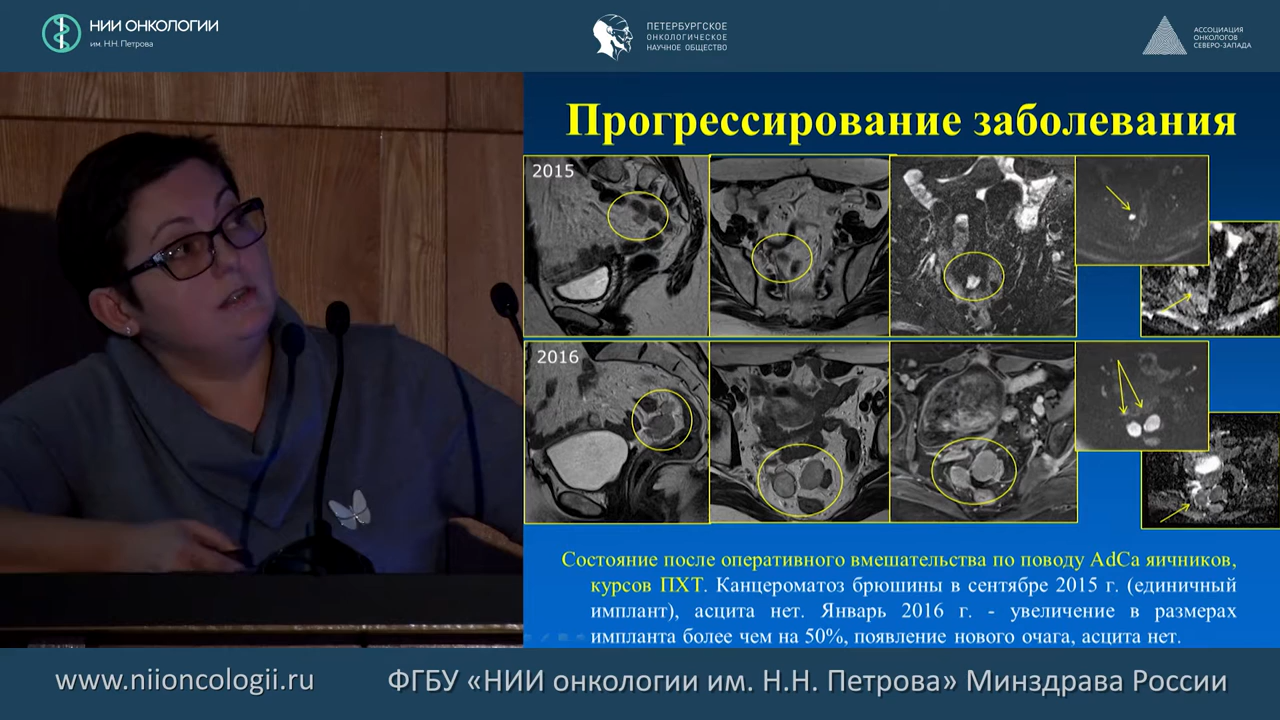 НИИ ОНКОЛОГИИ
им. Н.Н. Петрова
ПЕТЕРБУРГСКОЕ
ОНКОЛОГИЧЕСКОЕ
НАУЧНОЕ ОБЩЕСТВО
АССОЦИАЦИЯ
ОНКОЛОГОВ
СЕВЕРО-ЗАПАДА
Прогрессирование заболевания
2015
2016
Состояние после оперативного вмешательства по поводу AdCa яичников,
курсов ПХТ. Канцероматоз брюшины в сентябре 2015 г. (единичный
имплант), асцита нет. Январь 2016 г. - увеличение в размерах
импланта более чем на 50%, появление нового очага, асцита нет.
www.niioncologii.ru
ФГБУ «НИИ онкологии им. Н.Н. Петрова» Минздрава России